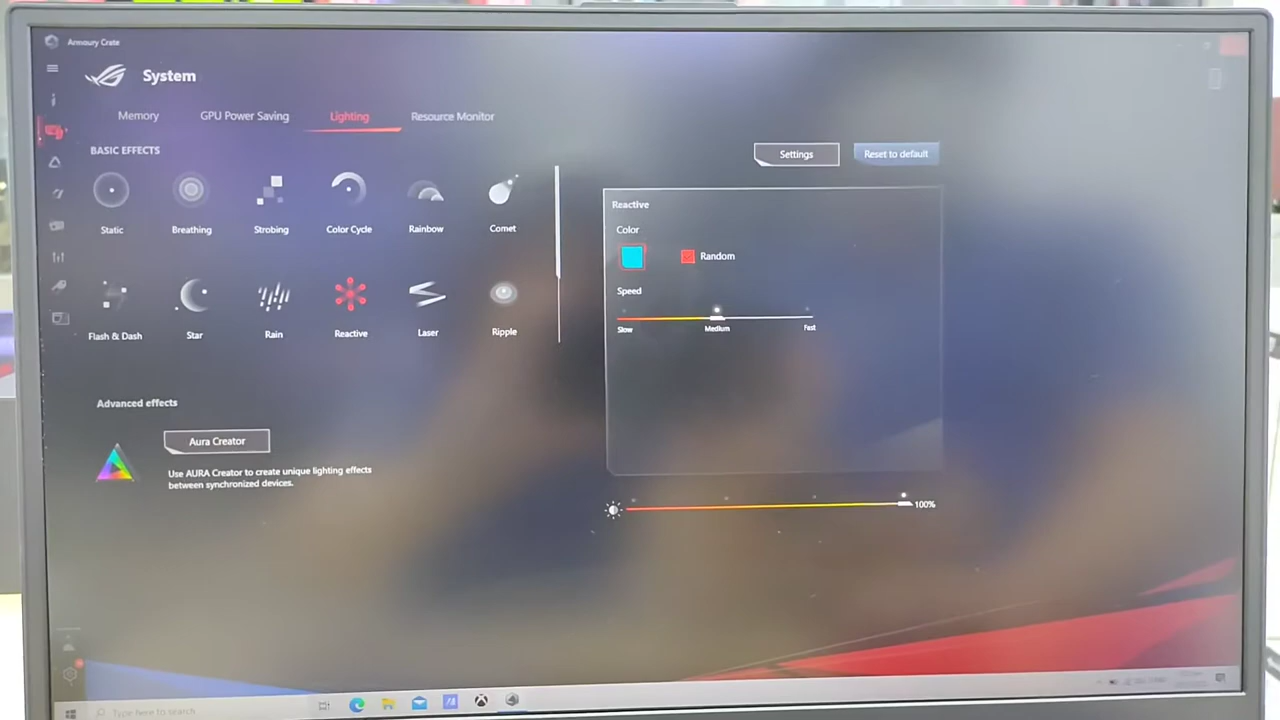 Armoury Crate
System
Memory GPU Power Saving Lighting Resource Monitor
BASIC EFFECTS
Settings Reset to default
Static Breathing Strobing Color Cycle Rainbow Comet
Flash & Dash Star Rain Reactive Laser Ripple
Reactive
Color
Random
Speed
Slow Medium Fast
Advanced effects
Aura Creator
Use AURA Creator to create unique lighting effects
between synchronized devices.
100%
Type here to search